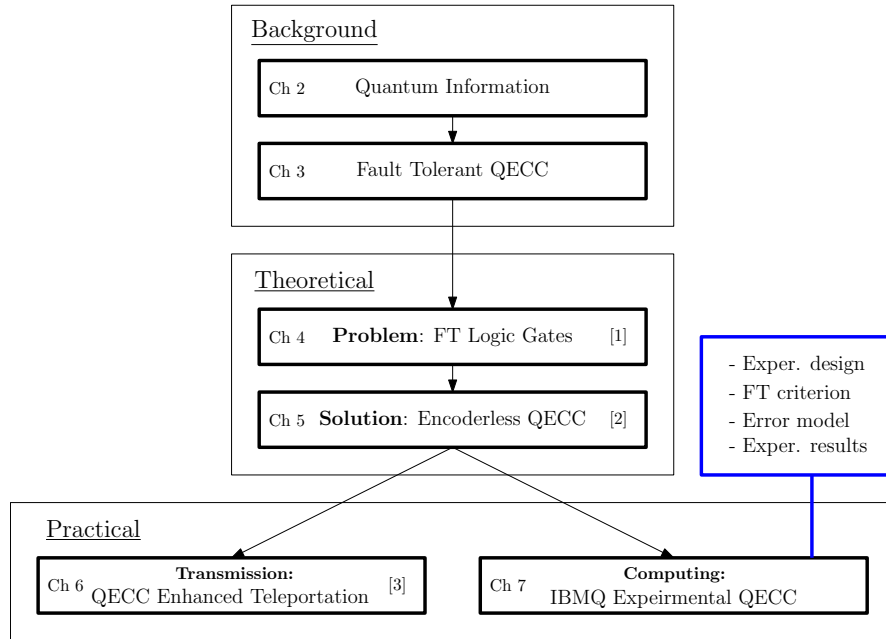 Background
Ch 2 Quantum Information
Ch 3 Fault Tolerant QECC
Theoretical
Ch 4 Problem: FT Logic Gates [1]
Ch 5 Solution: Encoderless QECC [2]
- Exper. design
- FT criterion
- Error model
- Exper. results
Practical
Transmission:
Ch 6 QECC Enhanced Teleportation [3]
Computing:
Ch 7 IBMQ Expeirmental QECC